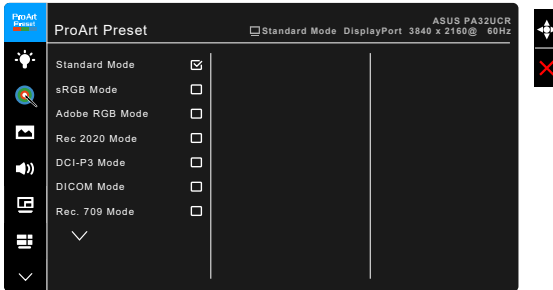 ProArt
Preset
ProArt Preset
ASUS PA32UCR
Standard Mode DisplayPort 3840 x 2160@ 60Hz
Standard Mode
sRGB Mode
Adobe RGB Mode
Rec 2020 Mode
DCI-P3 Mode
DICOM Mode
Rec. 709 Mode